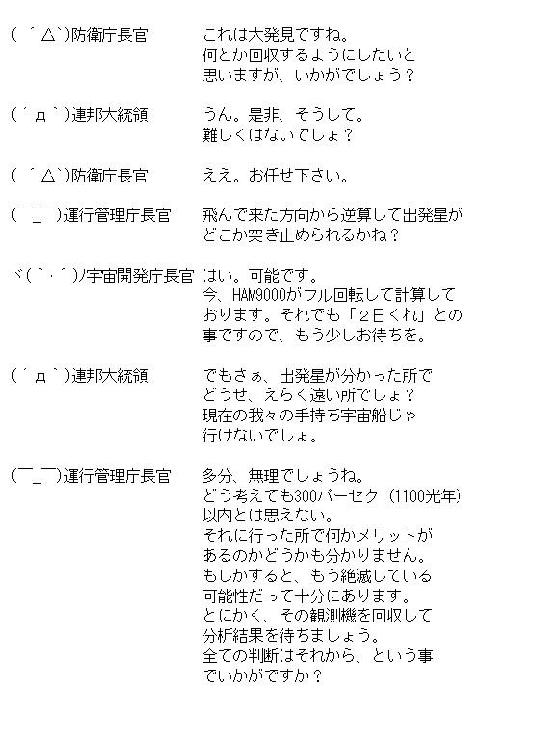 ( ´ △`)防衛庁長官 これは大発見ですね。
何とか回収するようにしたいと
思いますが、いかがでしょう？
(´д｀)連邦大統領 うん。是非、そうして。
難しくはないでしょ？
( ´ △`)防衛庁長官 ええ。お任せ下さい。
( ￣_￣)運行管理庁長官 飛んで来た方向から逆算して出発星が
どこか突き止められるかね？
ヾ(｀･´)ﾉ宇宙開発庁長官 はい。可能です。
今、HAM9000がフル回転して計算して
おります。それでも「２日くれ」との
事ですので、もう少しお待ちを。
(´д｀)連邦大統領 でもさぁ、出発星が分かった所で
どうせ、えらく遠い所でしょ？
現在の我々の手持ち宇宙船じゃ
行けないでしょ。
(￣_￣)運行管理庁長官 多分、無理でしょうね。
どう考えても300パーセク（1100光年）
以内とは思えない。
それに行った所で何かメリットが
あるのかどうかも分かりません。
もしかすると、もう絶滅している
可能性だって十分にあります。
とにかく、その観測機を回収して
分析結果を待ちましょう。
全ての判断はそれから、という事
でいかがですか？